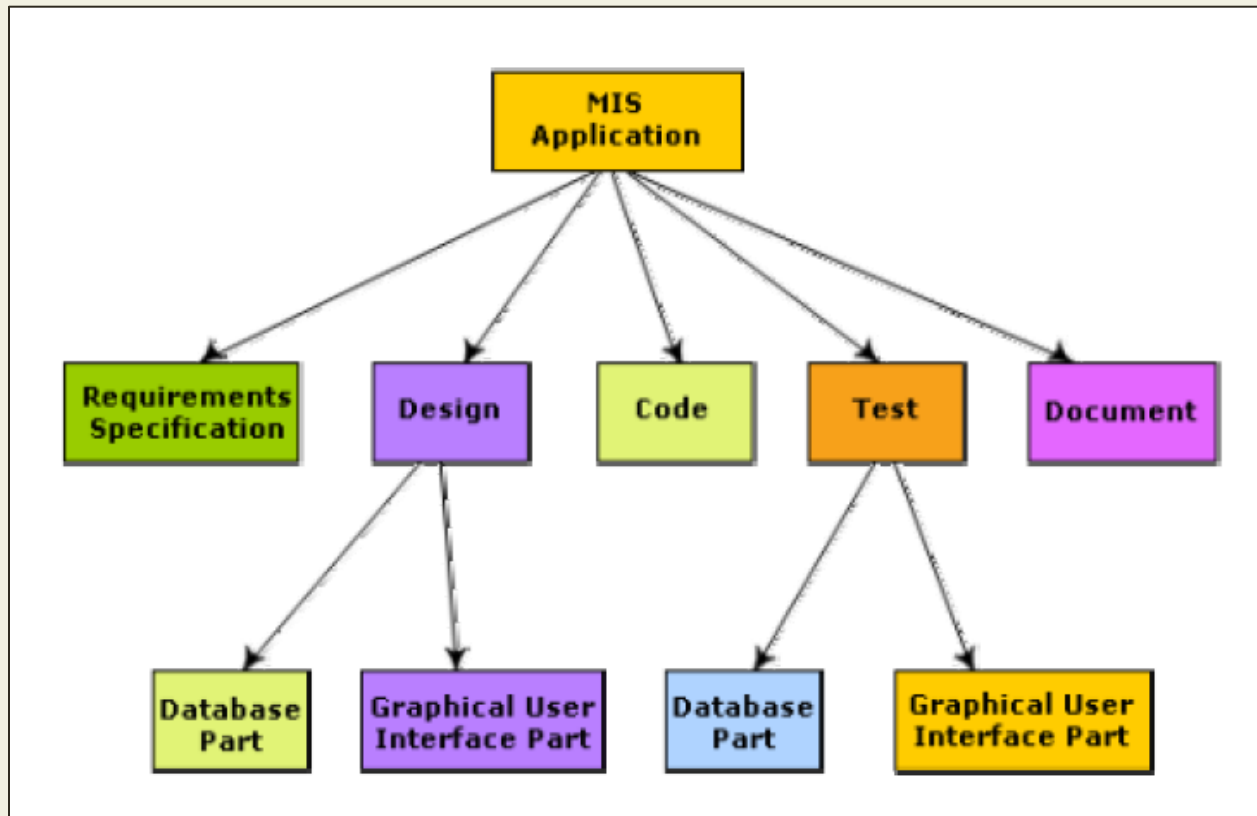 MIS
Application
Requirements
Specification
Design
Code
Test
Document
Database
Part
Graphical User
Interface Part
Database
Part
Graphical User
Interface Part